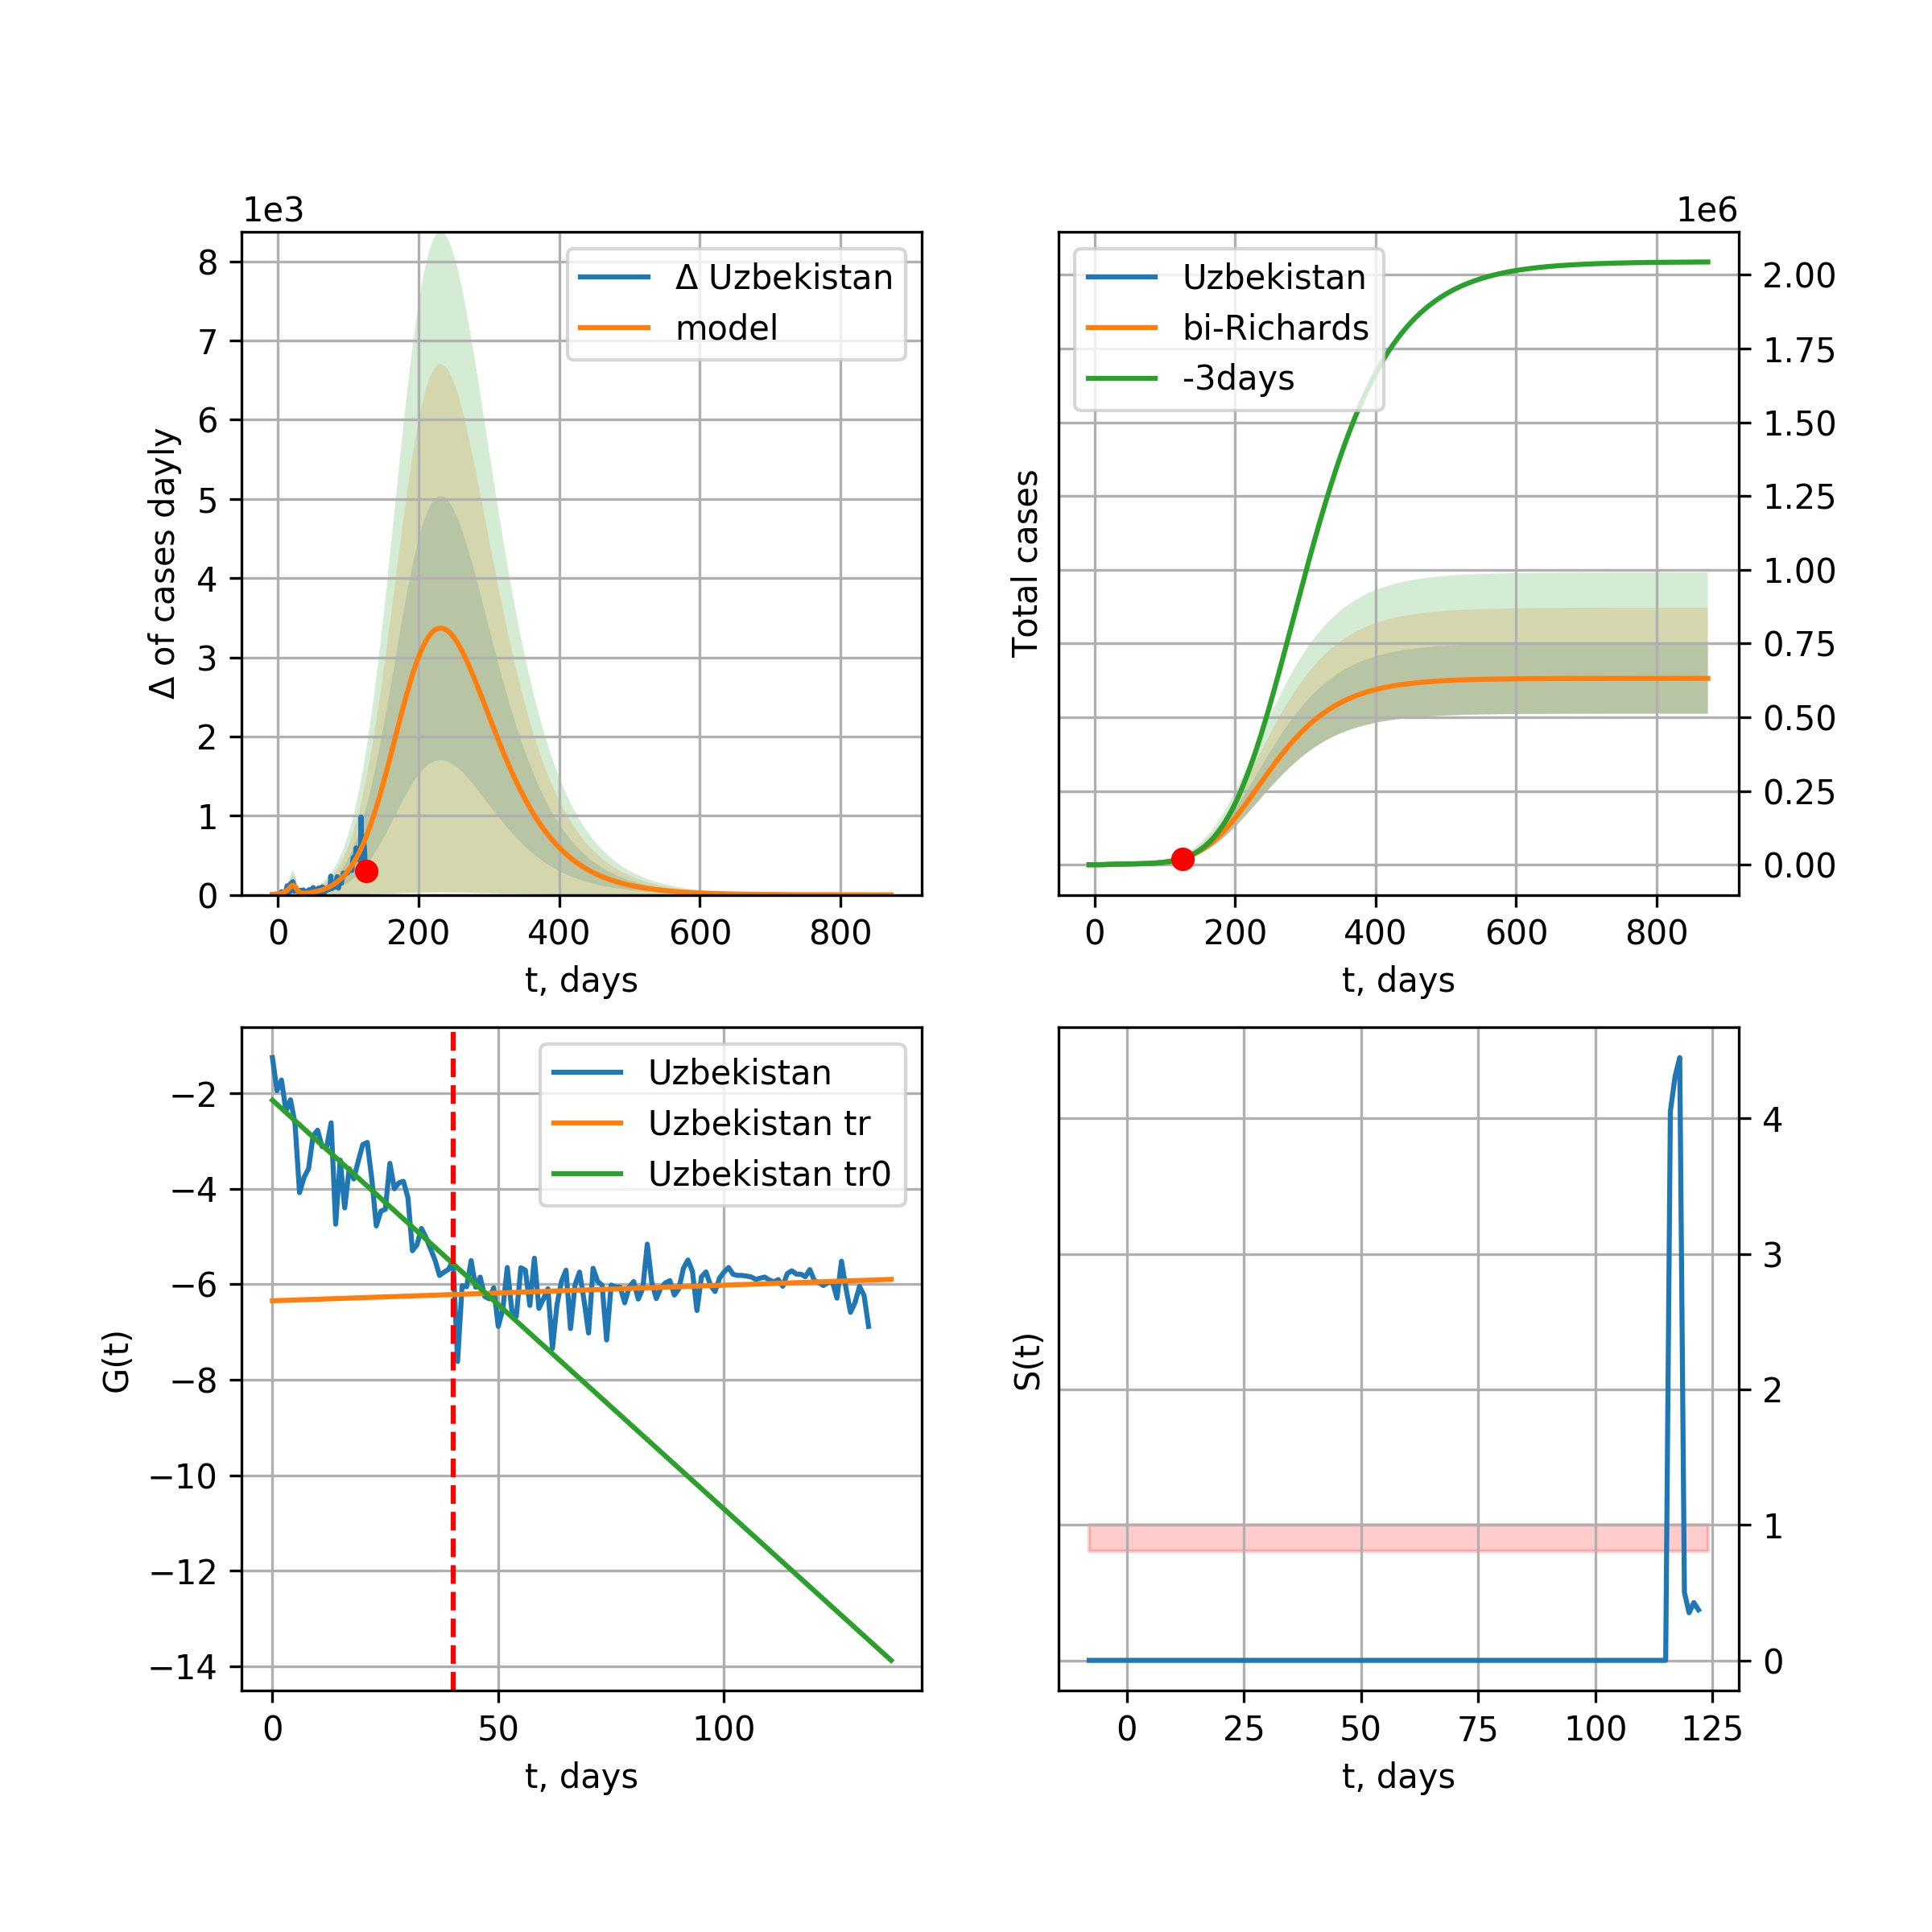 1e3
8
7
6
5
4
3
2
1
0
Δ of cases dayly
0 200 400 600 800
t, days
Δ Uzbekistan
model
1e6
2.00
1.75
1.50
1.25
1.00
0.75
0.50
0.25
0.00
Total cases
0 200 400 600 800
t, days
Uzbekistan
bi-Richards
-3days
−2
−4
−6
−8
−10
−12
−14
G(t)
0 50 100
t, days
Uzbekistan
Uzbekistan tr
Uzbekistan tr0
4
3
2
1
0
S(t)
0 25 50 75 100 125
t, days